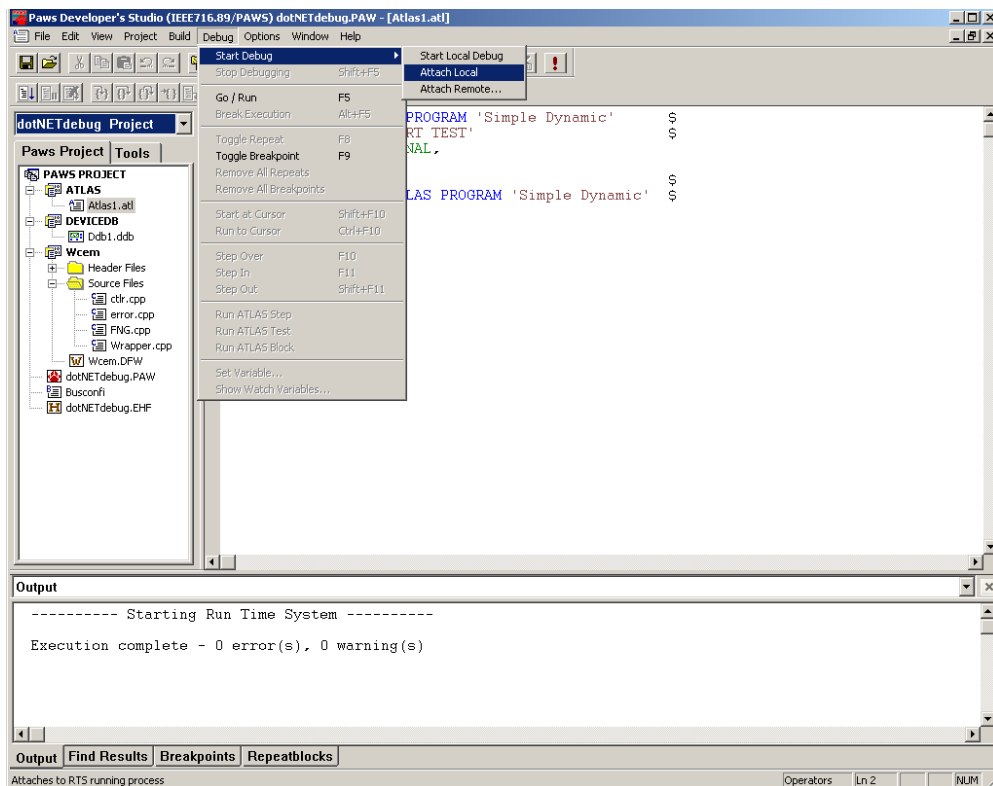 Paws Developer's Studio (IEEE716.89/PAWS) dotNETdebug.PAW - [Atlas1.atl]
File Edit View Project Build Debug Options Window Help
dotNETdebug Project
Paws Project Tools
PAWS PROJECT
ATLAS
Atlas1.atl
DEVICEDB
Ddb1.ddb
Wcem
Header Files
Source Files
ctlr.cpp
error.cpp
FNG.cpp
Wrapper.cpp
Wcem.DFW
dotNETdebug.PAW
Busconfi
dotNETdebug.EHF
Start Debug
Stop Debugging Shift+F5
Go / Run F5
Break Execution Alt+F5
Toggle Repeat F8
Toggle Breakpoint F9
Remove All Repeats
Remove All Breakpoints
Start at Cursor Shift+F10
Run to Cursor Ctrl+F10
Step Over F10
Step In F11
Step Out Shift+F11
Run ATLAS Step
Run ATLAS Test
Run ATLAS Block
Set Variable...
Show Watch Variables...
Start Local Debug
Attach Local
Attach Remote...
PROGRAM 'Simple Dynamic' $
RT TEST' $
NAL,
$
LAS PROGRAM 'Simple Dynamic' $
Output
---------- Starting Run Time System ----------
Execution complete - 0 error(s), 0 warning(s)
Output Find Results Breakpoints Repeatblocks
Attaches to RTS running process
Operators Ln 2 NUM